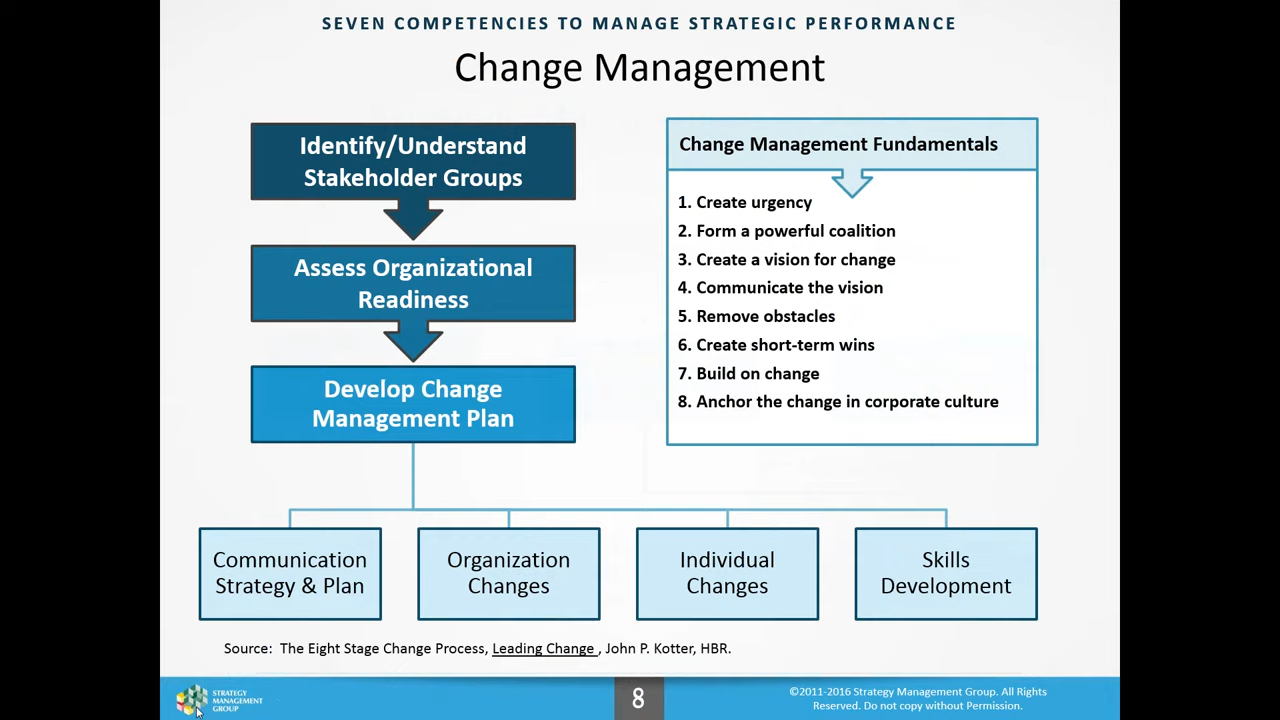 SEVEN COMPETENCIES TO MANAGE STRATEGIC PERFORMANCE
Change Management
Identify/Understand
Stakeholder Groups
Assess Organizational
Readiness
Develop Change
Management Plan
Change Management Fundamentals
1. Create urgency
2. Form a powerful coalition
3. Create a vision for change
4. Communicate the vision
5. Remove obstacles
6. Create short-term wins
7. Build on change
8. Anchor the change in corporate culture
Communication
Strategy & Plan
Organization
Changes
Individual
Changes
Skills
Development
Source:  The Eight Stage Change Process, Leading Change , John P. Kotter, HBR.
STRATEGY
MANAGEMENT
GROUP
8
©2011-2016 Strategy Management Group. All Rights
Reserved. Do not copy without Permission.